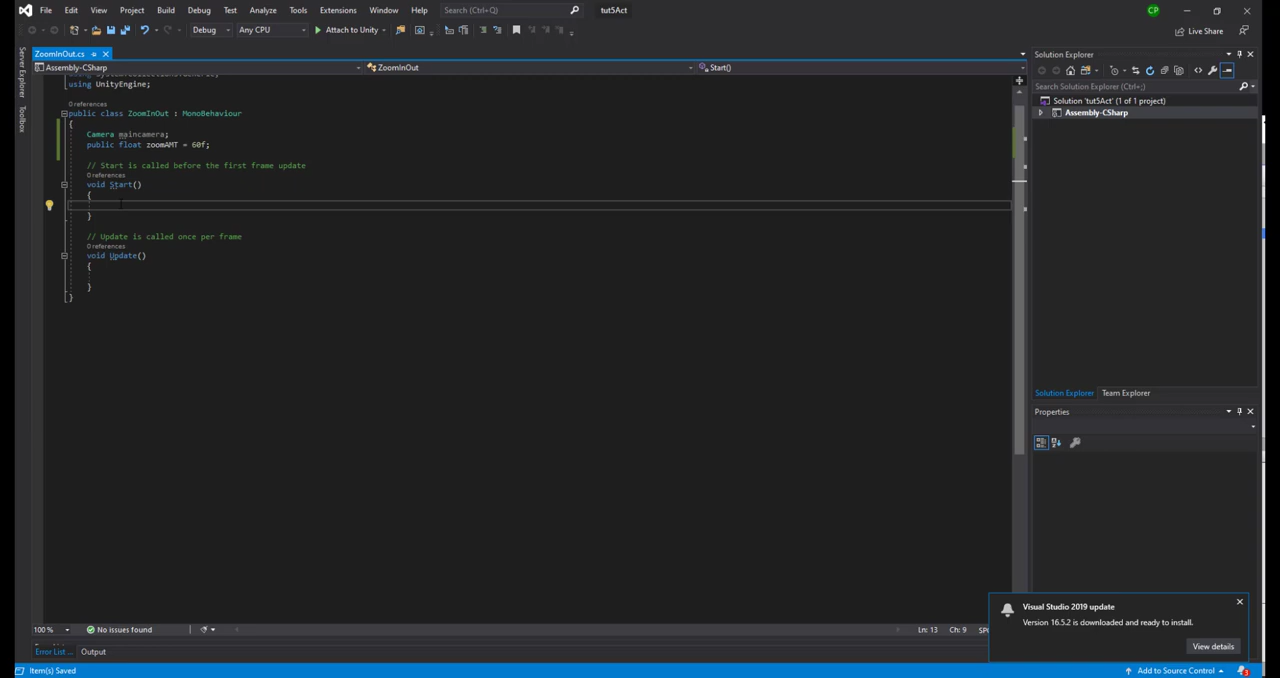 File Edit View Project Build Debug Test Analyze Tools Extensions Window Help Search (Ctrl+Q) tut5Act CP
Debug Any CPU Attach to Unity Live Share
Server Explorer
Toolbox
ZoomInOut.cs
Assembly-CSharp ZoomInOut Start()
using UnityEngine;
0 references
public class ZoomInOut : MonoBehaviour
{
Camera maincamera;
public float zoomAMT = 60f;
// Start is called before the first frame update
0 references
void Start()
{
}
// Update is called once per frame
0 references
void Update()
{
}
}
100 % No issues found Ln: 13 Ch: 9
Error List ... Output
Item(s) Saved Add to Source Control 3
Solution Explorer
Search Solution Explorer (Ctrl+;)
Solution 'tut5Act' (1 of 1 project)
Assembly-CSharp
Solution Explorer Team Explorer
Properties
Visual Studio 2019 update
Version 16.5.2 is downloaded and ready to install.
View details